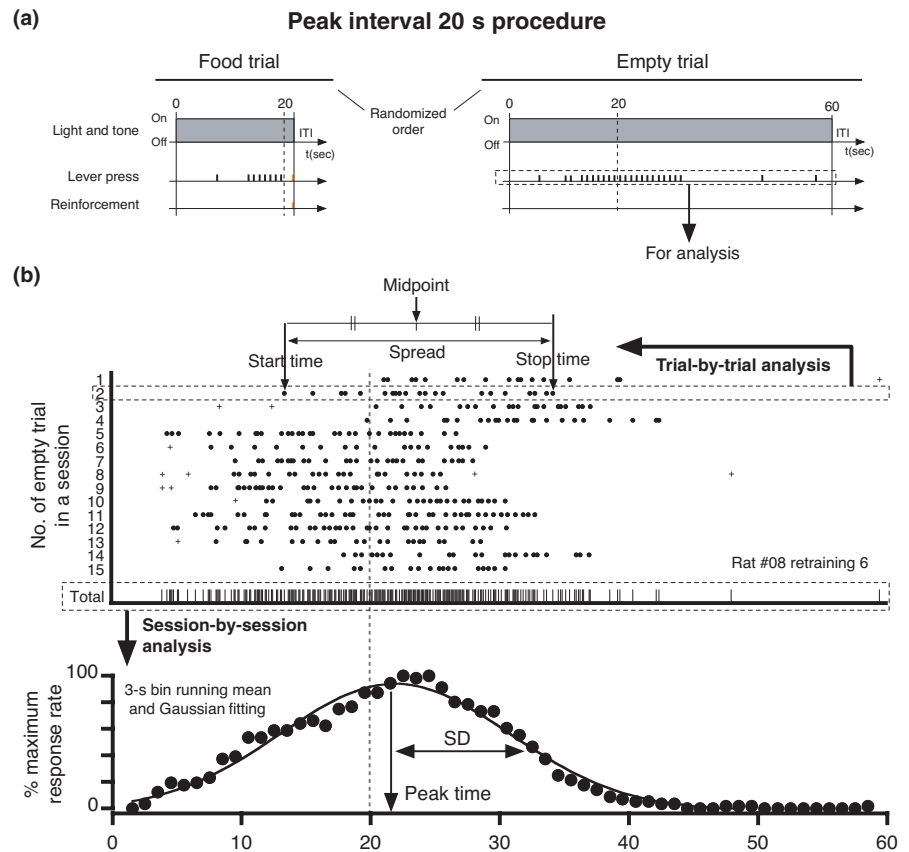 (a)
Peak interval 20 s procedure
Food trial
Empty trial
Randomized
order
0
20
0
20
60
Light and tone
On
Off
ITI
t(sec)
On
Off
ITI
t(sec)
Lever press
Reinforcement
For analysis
(b)
Midpoint
Spread
Start time
Stop time
Trial-by-trial analysis
No. of empty trial
in a session
1
2
3
4
5
6
7
8
9
10
11
12
13
14
15
Rat #08 retraining 6
Total
Session-by-session
analysis
% maximum
response rate
100
0
3-s bin running mean
and Gaussian fitting
SD
Peak time
0
10
20
30
40
50
60